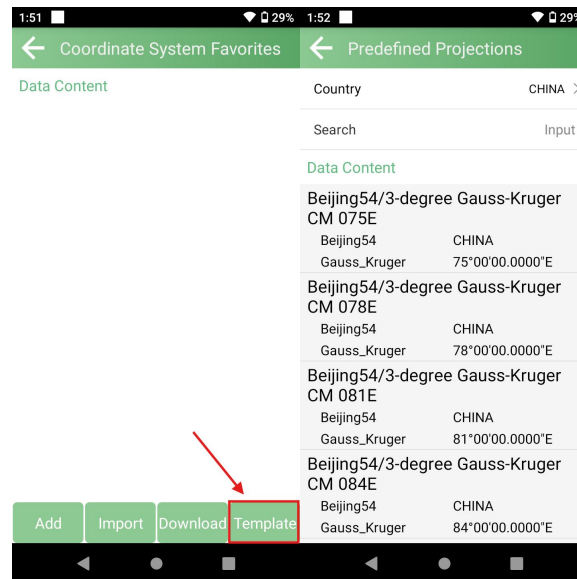 1:51
29%
Coordinate System Favorites
Data Content
Add Import Download Template
1:52
29%
Predefined Projections
Country CHINA
Search Input
Data Content
Beijing54/3-degree Gauss-Kruger
CM 075E
Beijing54 CHINA
Gauss_Kruger 75°00'00.0000"E
Beijing54/3-degree Gauss-Kruger
CM 078E
Beijing54 CHINA
Gauss_Kruger 78°00'00.0000"E
Beijing54/3-degree Gauss-Kruger
CM 081E
Beijing54 CHINA
Gauss_Kruger 81°00'00.0000"E
Beijing54/3-degree Gauss-Kruger
CM 084E
Beijing54 CHINA
Gauss_Kruger 84°00'00.0000"E